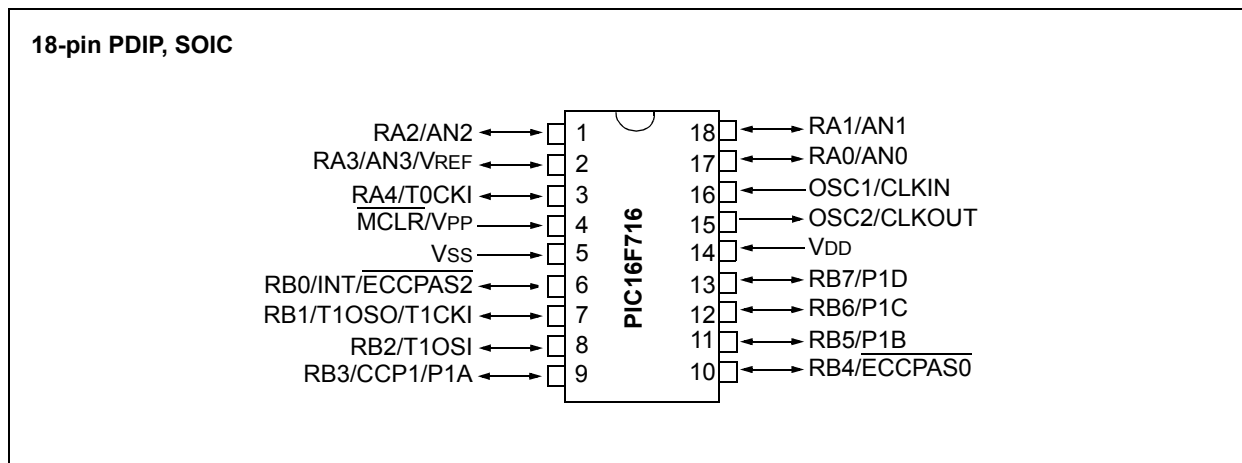 18-pin PDIP, SOIC
RA2/AN2 1 18 RA1/AN1
RA3/AN3/VREF 2 17 RA0/AN0
RA4/T0CKI 3 16 OSC1/CLKIN
MCLR/VPP 4 15 OSC2/CLKOUT
VSS 5 14 VDD
RB0/INT/ECCPAS2 6 13 RB7/P1D
RB1/T1OSO/T1CKI 7 12 RB6/P1C
RB2/T1OSI 8 11 RB5/P1B
RB3/CCP1/P1A 9 10 RB4/ECCPAS0
PIC16F716